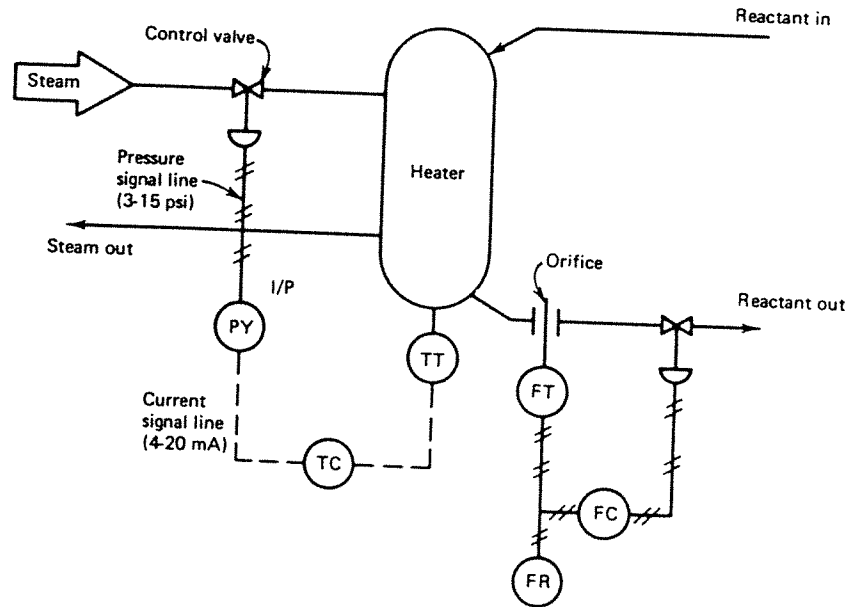 Reactant in
Control valve
Steam
Pressure
signal line
(3-15 psi)
Heater
Steam out
Orifice
I/P
Reactant out
PY
TT
FT
Current
signal line
(4-20 mA)
TC
FC
FR